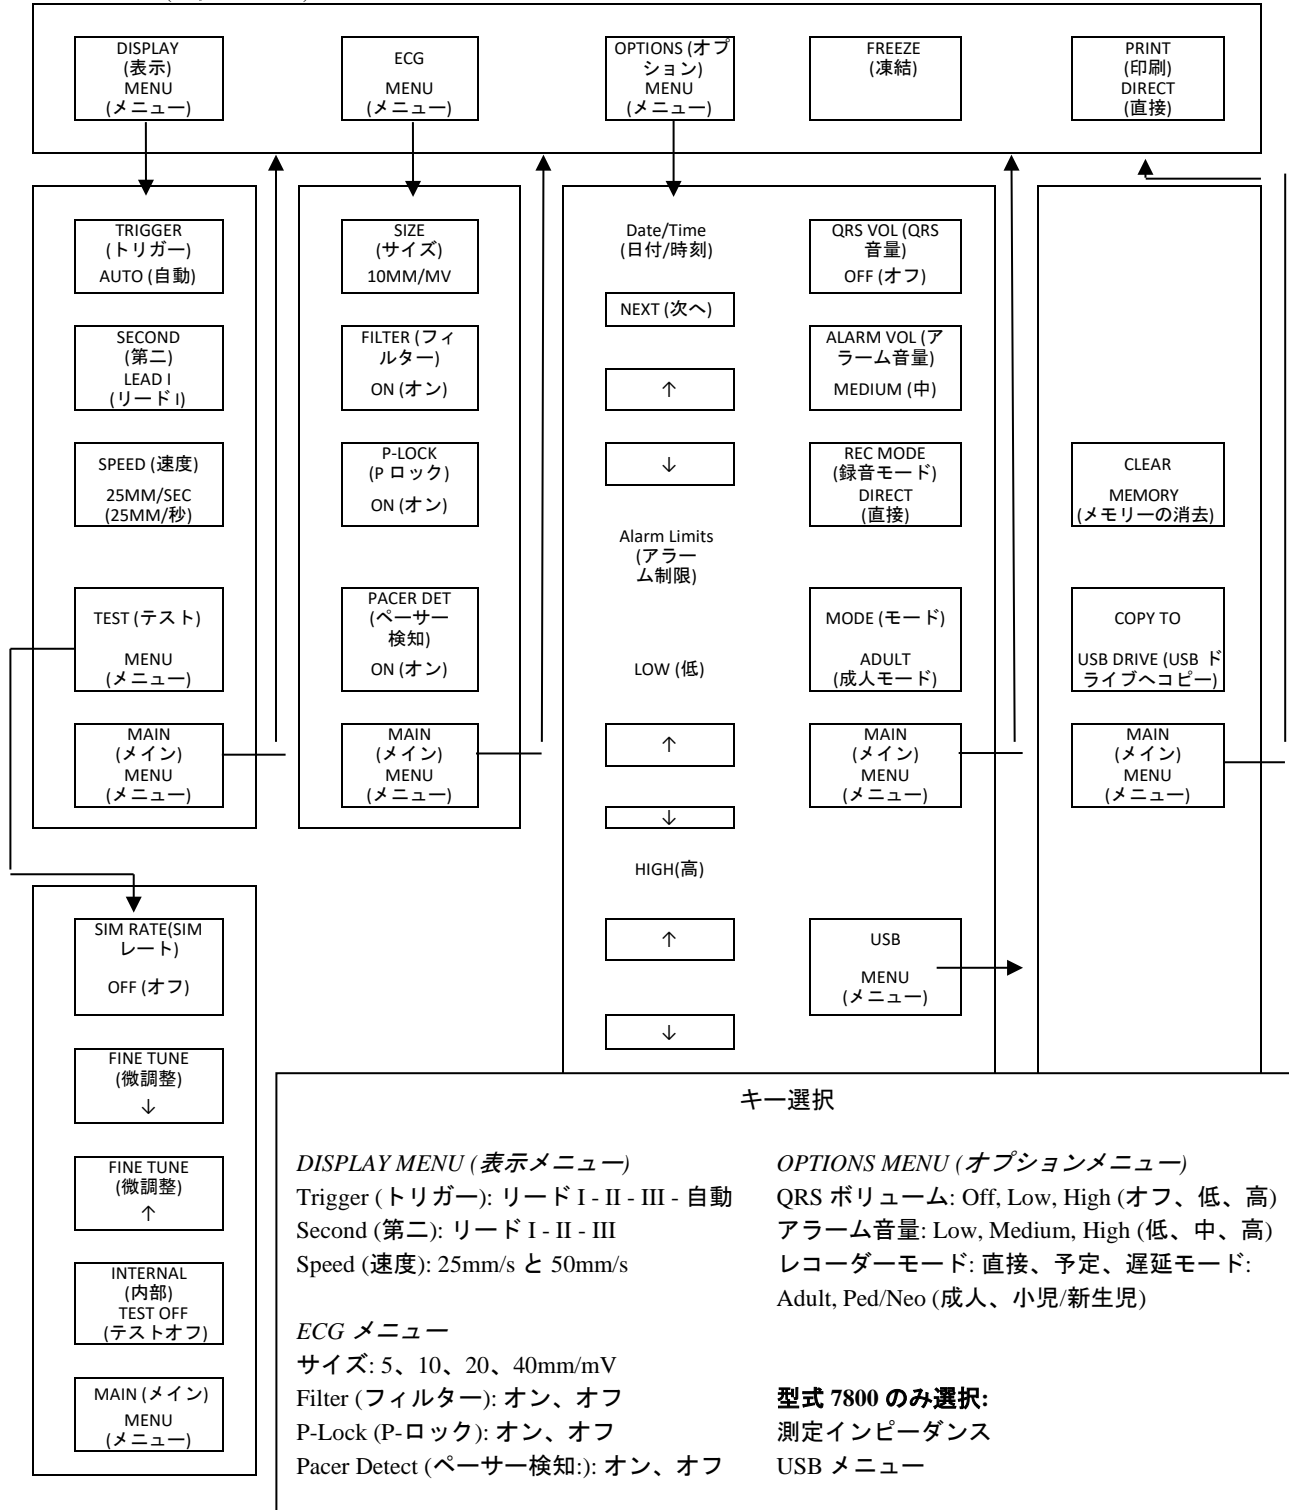 DISPLAY
(表示)
MENU
(メニュー)
ECG
MENU
(メニュー)
OPTIONS (オプ
ション)
MENU
(メニュー)
FREEZE
(凍結)
PRINT
(印刷)
DIRECT
(直接)
TRIGGER
(トリガー)
AUTO (自動)
SECOND
(第二)
LEAD I
(リード I)
SPEED (速度)
25MM/SEC
(25MM/秒)
TEST (テスト)
MENU
(メニュー)
MAIN
(メイン)
MENU
(メニュー)
SIZE
(サイズ)
10MM/MV
FILTER (フィ
ルター)
ON (オン)
P-LOCK
(P ロック)
ON (オン)
PACER DET
(ペーサー
検知)
ON (オン)
MAIN
(メイン)
MENU
(メニュー)
Date/Time
(日付/時刻)
NEXT (次へ)
↑
↓
Alarm Limits
(アラー
ム制限)
LOW (低)
↑
↓
HIGH(高)
↑
↓
QRS VOL (QRS
音量)
OFF (オフ)
ALARM VOL (ア
ラーム音量)
MEDIUM (中)
REC MODE
(録音モード)
DIRECT
(直接)
MODE (モード)
ADULT
(成人モード)
MAIN
(メイン)
MENU
(メニュー)
USB
MENU
(メニュー)
CLEAR
MEMORY
(メモリーの消去)
COPY TO
USB DRIVE (USB ド
ライブへコピー)
MAIN
(メイン)
MENU
(メニュー)
SIM RATE(SIM
レート)
OFF (オフ)
FINE TUNE
(微調整)
↓
FINE TUNE
(微調整)
↑
INTERNAL
(内部)
TEST OFF
(テストオフ)
MAIN (メイン)
MENU
(メニュー)
キー選択
DISPLAY MENU (表示メニュー)
Trigger (トリガー): リード I - II - III - 自動
Second (第二): リード I - II - III
Speed (速度): 25mm/s と 50mm/s
ECG メニュー
サイズ: 5、10、20、40mm/mV
Filter (フィルター): オン、オフ
P-Lock (P-ロック): オン、オフ
Pacer Detect (ペーサー検知:): オン、オフ
OPTIONS MENU (オプションメニュー)
QRS ボリューム: Off, Low, High (オフ、低、高)
アラーム音量: Low, Medium, High (低、中、高)
レコーダーモード: 直接、予定、遅延モード:
Adult, Ped/Neo (成人、小児/新生児)
型式 7800 のみ選択:
測定インピーダンス
USB メニュー